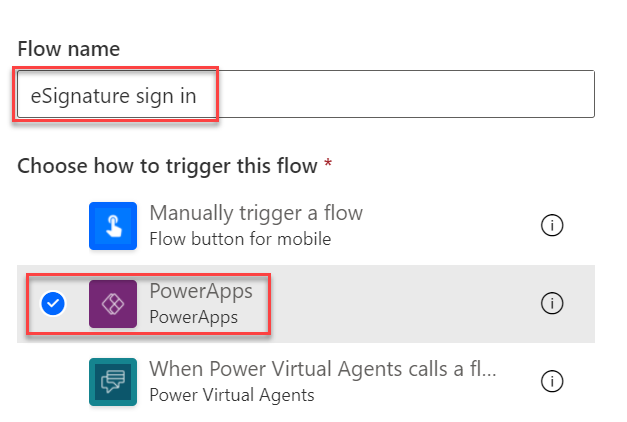 Flow name
eSignature sign in
Choose how to trigger this flow *
Manually trigger a flow
Flow button for mobile
PowerApps
PowerApps
When Power Virtual Agents calls a fl...
Power Virtual Agents